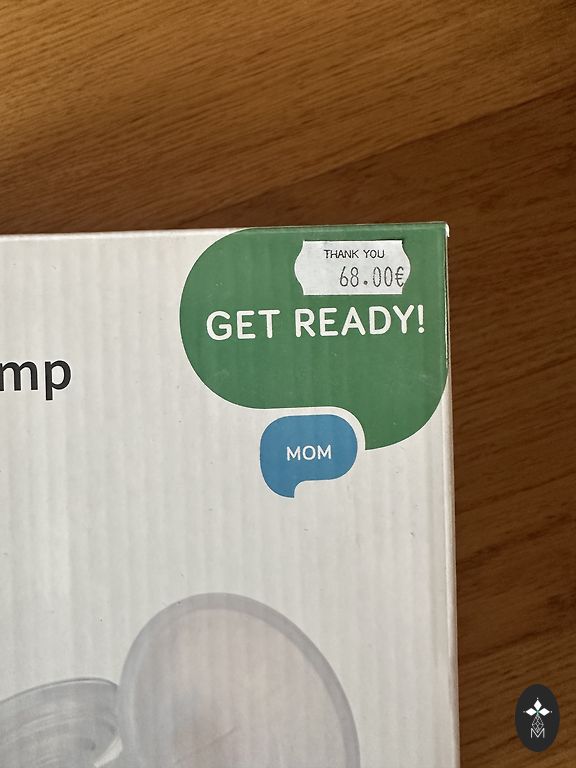 THANK YOU
68.00€
GET READY!
mp
MOM
M